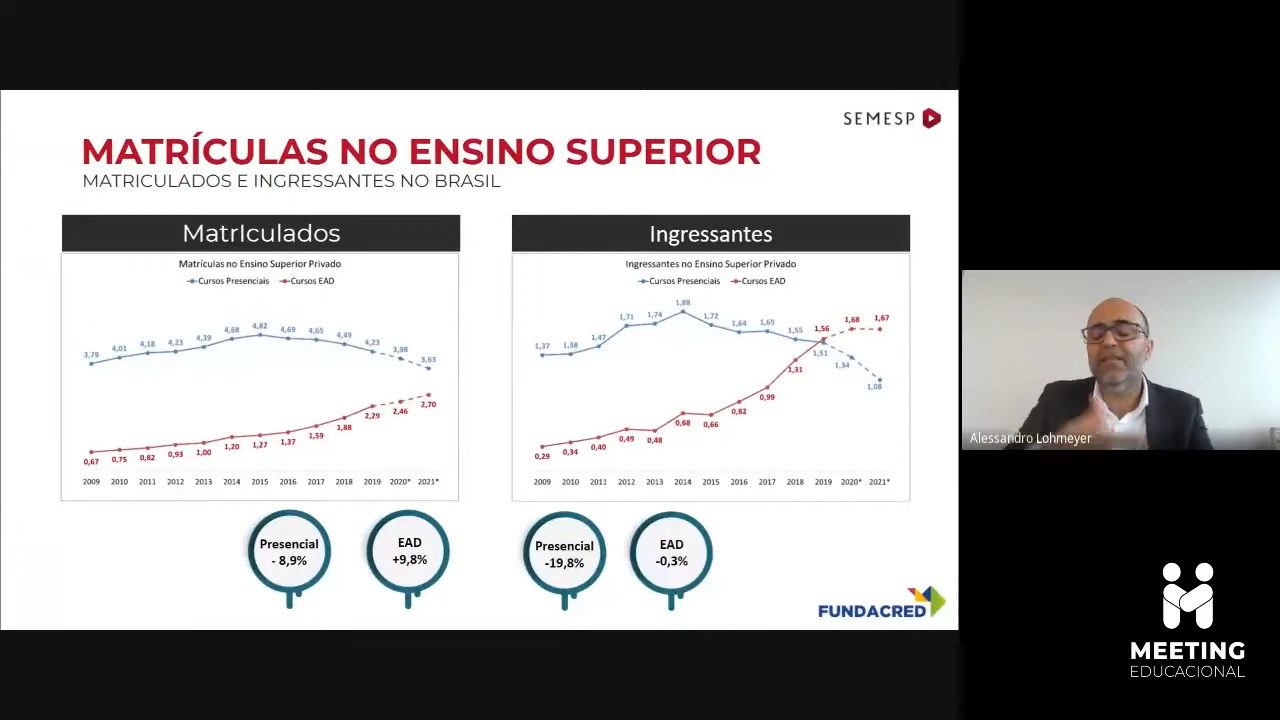 SEMESP
MATRÍCULAS NO ENSINO SUPERIOR
MATRICULADOS E INGRESSANTES NO BRASIL
MatrIculados
Matrículas no Ensino Superior Privado
Cursos Presenciais Cursos EAD
3,79 4,01 4,18 4,23 4,39 4,68 4,82 4,69 4,65 4,49 4,23 3,98 3,63
0,67 0,75 0,82 0,93 1,00 1,20 1,27 1,37 1,59 1,88 2,29 2,46 2,70
2009 2010 2011 2012 2013 2014 2015 2016 2017 2018 2019 2020* 2021*
Presencial
- 8,9%
EAD
+9,8%
Ingressantes
Ingressantes no Ensino Superior Privado
Cursos Presenciais Cursos EAD
1,37 1,38 1,47 1,71 1,74 1,88 1,72 1,64 1,65 1,55 1,51 1,34 1,08
0,29 0,34 0,40 0,49 0,48 0,68 0,66 0,82 0,99 1,31 1,56 1,68 1,67
2009 2010 2011 2012 2013 2014 2015 2016 2017 2018 2019 2020* 2021*
Presencial
-19,8%
EAD
-0,3%
FUNDACRED
Alessandro Lohmeyer
MEETING
EDUCACIONAL